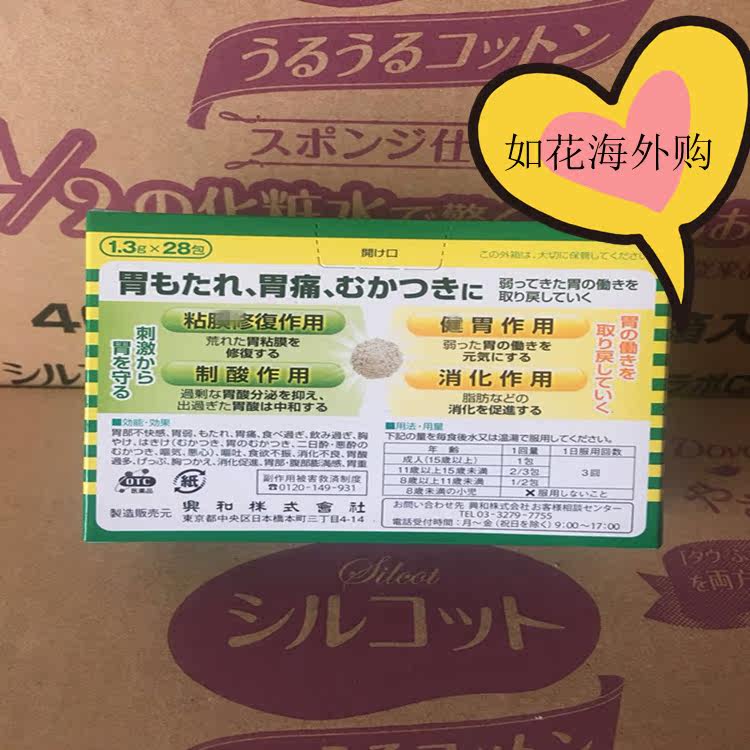 うるうるコットン
スポンジ仕
如花海外购
1/2の化粧水で驚く
1.3g×28包
開け口
この外箱は、大切に保管してください
胃もたれ、胃痛、むかつきに
弱ってきた胃の働きを
取り戻していく
刺激から
胃を守る
粘膜修復作用
荒れた胃粘膜を
修復する
制酸作用
過剰な胃酸分泌を抑え、
出過ぎた胃酸は中和する
健胃作用
弱った胃の働きを
元気にする
消化作用
脂肪などの
消化を促進する
胃の働きを
取り戻していく
■効能・効果
胃部不快感、胃弱、もたれ、胃痛、食べ過ぎ、飲み過ぎ、胸
やけ、はきけ(むかつき、胃のむかつき、二日酔・悪酔の
むかつき、嘔気、悪心)、嘔吐、食欲不振、消化不良、胃酸
過多、げっぷ、胸つかえ、消化促進、胃部・腹部膨満感、胃重
■用法・用量
下記の量を毎食後水又は温湯で服用してください。
年齢 1回量 1日服用回数
成人(15歳以上) 1包 3回
11歳以上15歳未満 2/3包
8歳以上11歳未満 1/2包
8歳未満の小児 ×服用しないこと
OTC
医薬品
紙
副作用被害救済制度
☎0120-149-931
製造販売元 興和株式会社
東京都中央区日本橋本町三丁目4-14
お問い合わせ先 興和株式会社 お客様相談センター
TEL 03-3279-7755
電話受付時間：月～金(祝日を除く)9:00～17:00
Silcot
シルコット
うるうるコット